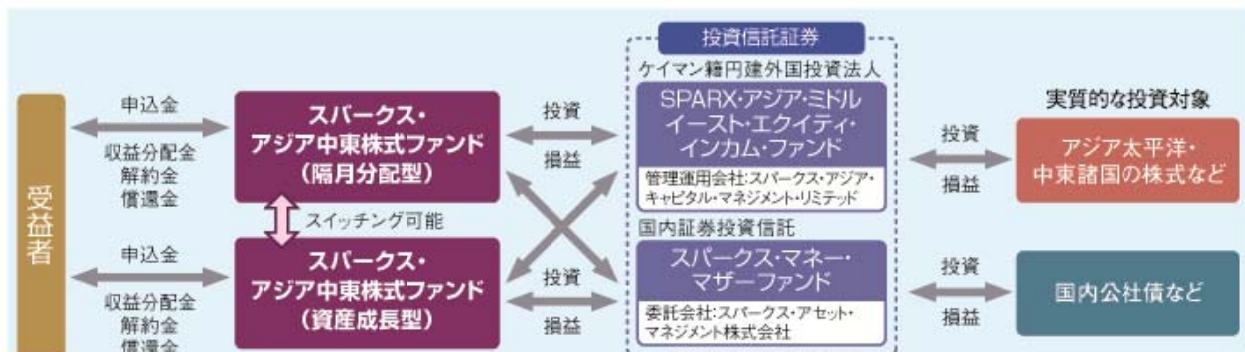 受益者
申込金
収益分配金
解約金
償還金
スパークス・
アジア中東株式ファンド
(隔月分配型)
スイッチング可能
申込金
収益分配金
解約金
償還金
スパークス・
アジア中東株式ファンド
(資産成長型)
投資
損益
投資
損益
投資信託証券
ケイマン籍円建外国投資法人
SPARX・アジア・ミドル
イースト・エクイティ・
インカム・ファンド
管理運用会社:スパークス・アジア・
キャピタル・マネジメント・リミテッド
国内証券投資信託
スパークス・マネー・
マザーファンド
委託会社:スパークス・アセット・
マネジメント株式会社
投資
損益
投資
損益
実質的な投資対象
アジア太平洋・
中東諸国の株式など
国内公社債など